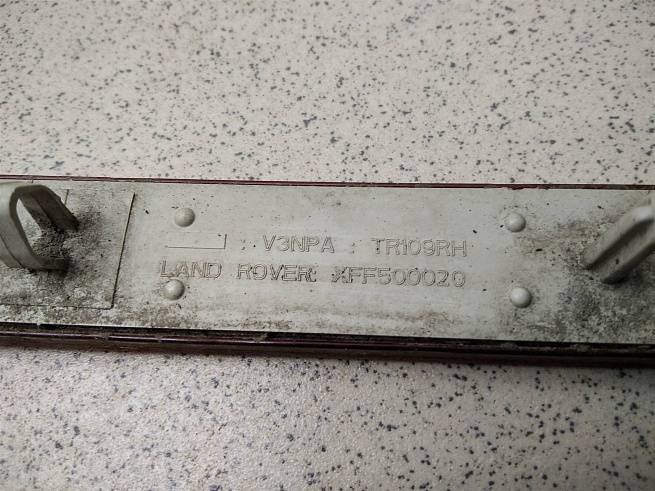 : V3NPA : TR109RH
LAND ROVER: XFF500020